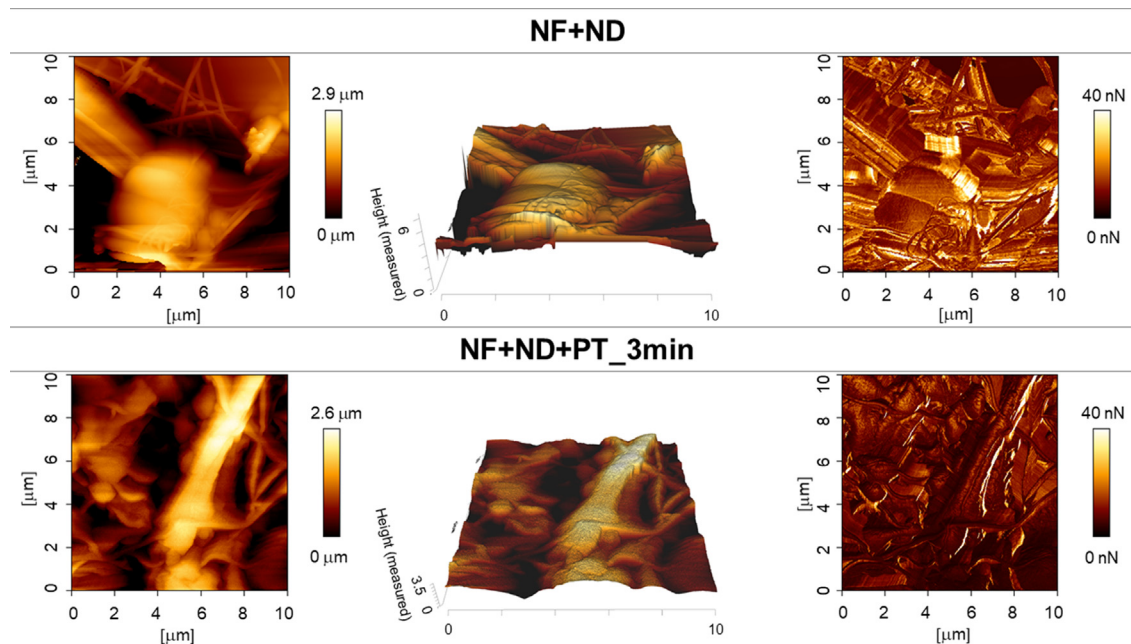 NF+ND
[μm]
10
8
6
4
2
0
0 2 4 6 8 10
[μm]
2.9 μm
0 μm
Height (measured)
6
0
0 10
[μm]
10
8
6
4
2
0
0 2 4 6 8 10
[μm]
40 nN
0 nN
NF+ND+PT_3min
[μm]
10
8
6
4
2
0
0 2 4 6 8 10
[μm]
2.6 μm
0 μm
Height (measured)
3.5
0
0 10
[μm]
10
8
6
4
2
0
0 2 4 6 8 10
[μm]
40 nN
0 nN